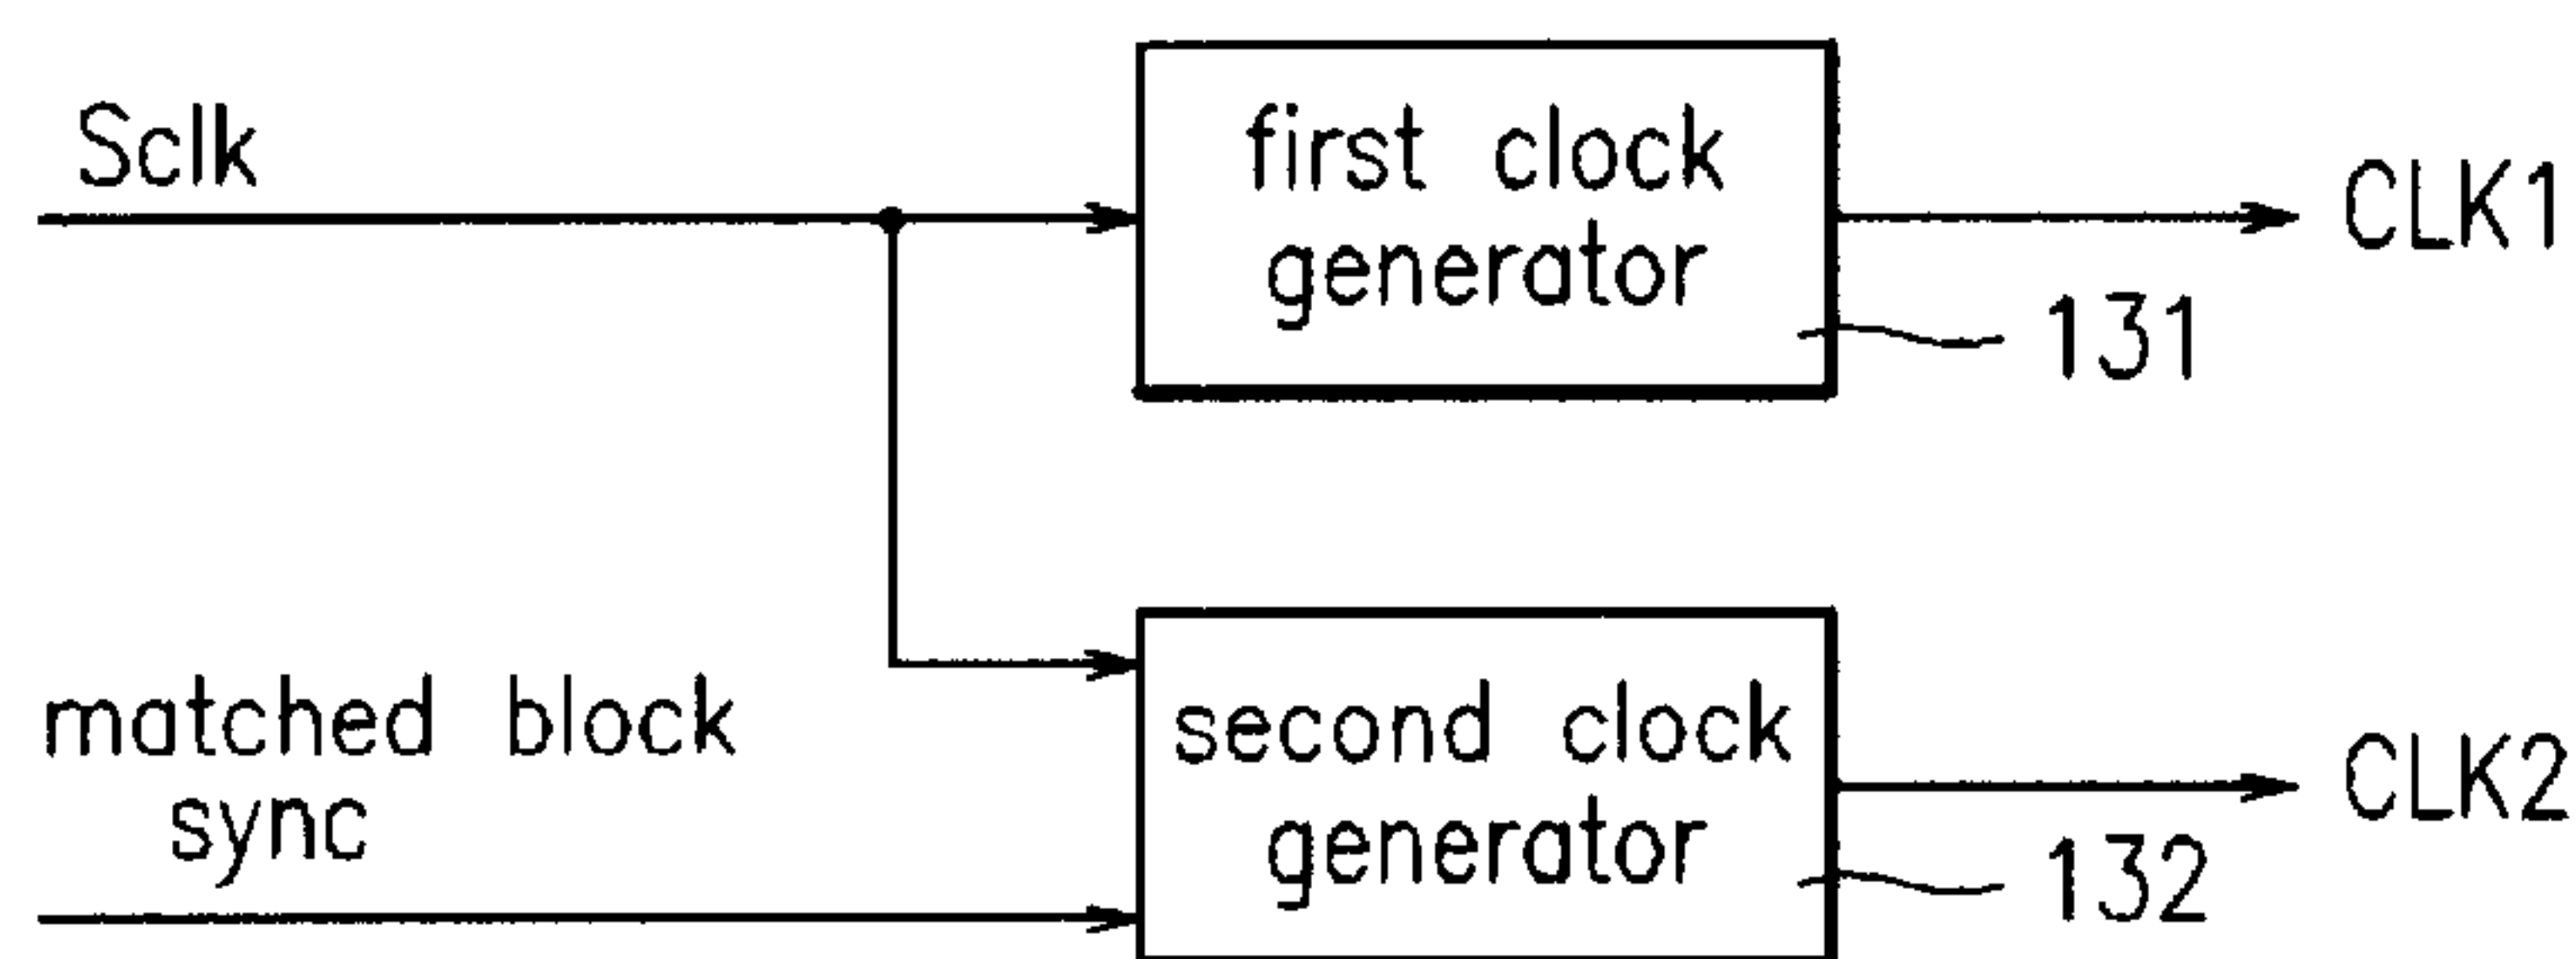 Sclk
first clock
generator
CLK1
131
matched block
sync
second clock
generator
CLK2
132